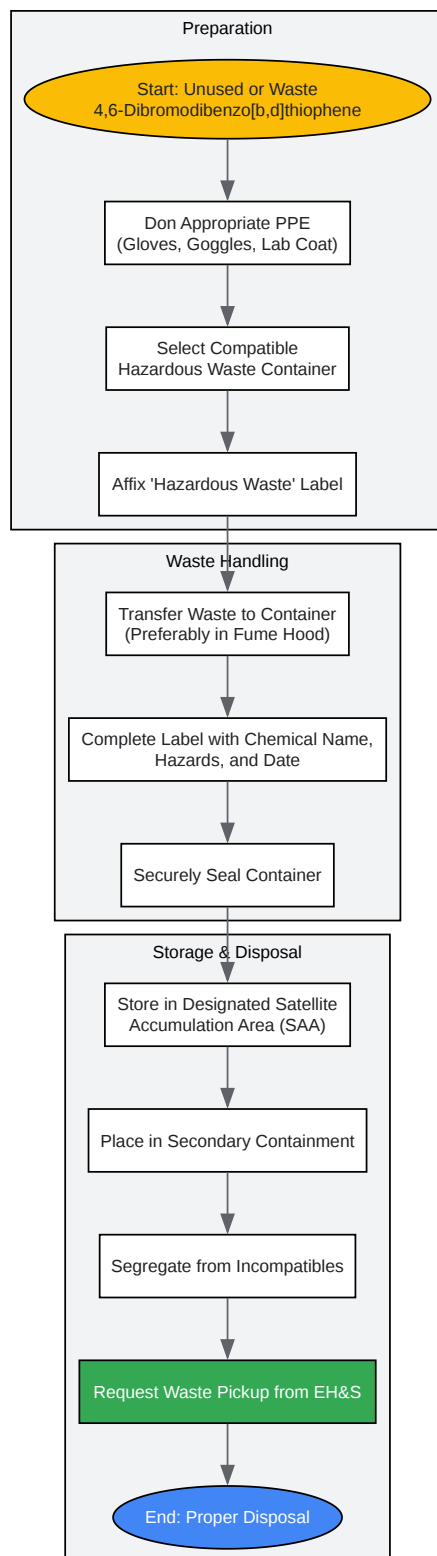 Preparation
Start: Unused or Waste
4,6-Dibromodibenzo[b,d]thiophene
Don Appropriate PPE
(Gloves, Goggles, Lab Coat)
Select Compatible
Hazardous Waste Container
Affix 'Hazardous Waste' Label
Waste Handling
Transfer Waste to Container
(Preferably in Fume Hood)
Complete Label with Chemical Name,
Hazards, and Date
Securely Seal Container
Storage & Disposal
Store in Designated Satellite
Accumulation Area (SAA)
Place in Secondary Containment
Segregate from Incompatibles
Request Waste Pickup from EH&S
End: Proper Disposal